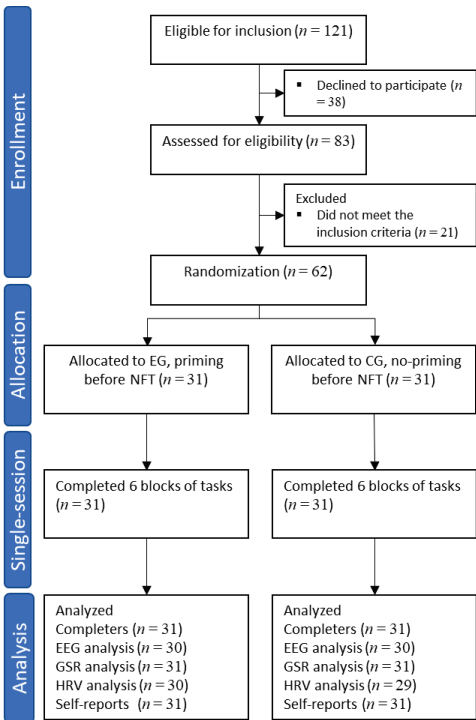 Enrollment
Eligible for inclusion (n = 121)
▪ Declined to participate (n
= 38)
Assessed for eligibility (n = 83)
Excluded
▪ Did not meet the
inclusion criteria (n = 21)
Randomization (n = 62)
Allocation
Allocated to EG, priming
before NFT (n = 31)
Allocated to CG, no-priming
before NFT (n = 31)
Single-session
Completed 6 blocks of tasks
(n = 31)
Completed 6 blocks of tasks
(n = 31)
Analysis
Analyzed
Completers (n = 31)
EEG analysis (n = 30)
GSR analysis (n = 31)
HRV analysis (n = 30)
Self-reports (n = 31)
Analyzed
Completers (n = 31)
EEG analysis (n = 30)
GSR analysis (n = 31)
HRV analysis (n = 29)
Self-reports (n = 31)